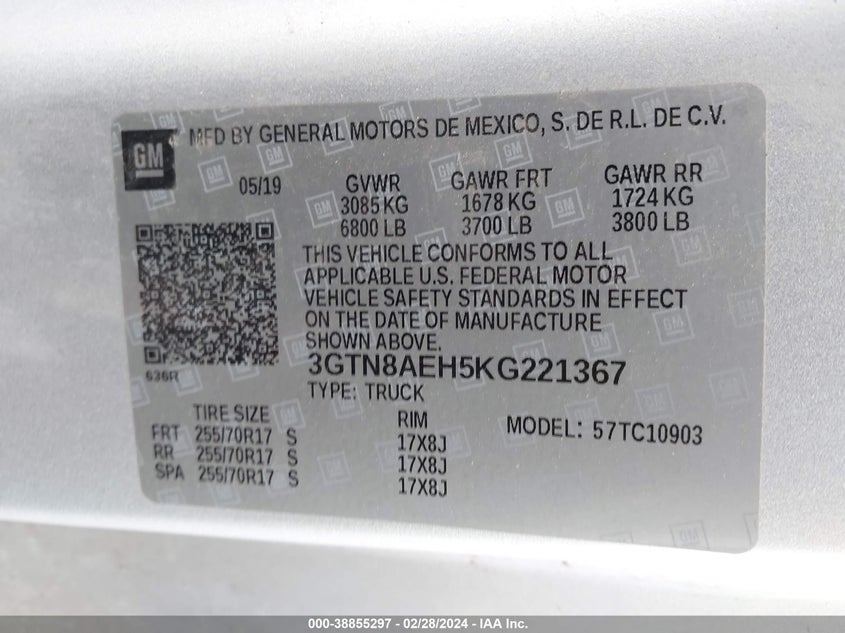 GM
MFD BY GENERAL MOTORS DE MEXICO, S. DE R.L. DE C.V.
05/19 GVWR GAWR FRT GAWR RR
3085 KG 1678 KG 1724 KG
6800 LB 3700 LB 3800 LB
THIS VEHICLE CONFORMS TO ALL
APPLICABLE U.S. FEDERAL MOTOR
VEHICLE SAFETY STANDARDS IN EFFECT
ON THE DATE OF MANUFACTURE
SHOWN ABOVE.
636R
3GTN8AEH5KG221367
TYPE: TRUCK
TIRE SIZE RIM MODEL: 57TC10903
FRT 255/70R17 S 17X8J
RR 255/70R17 S 17X8J
SPA 255/70R17 S 17X8J
000-38855297 - 02/28/2024 - IAA Inc.